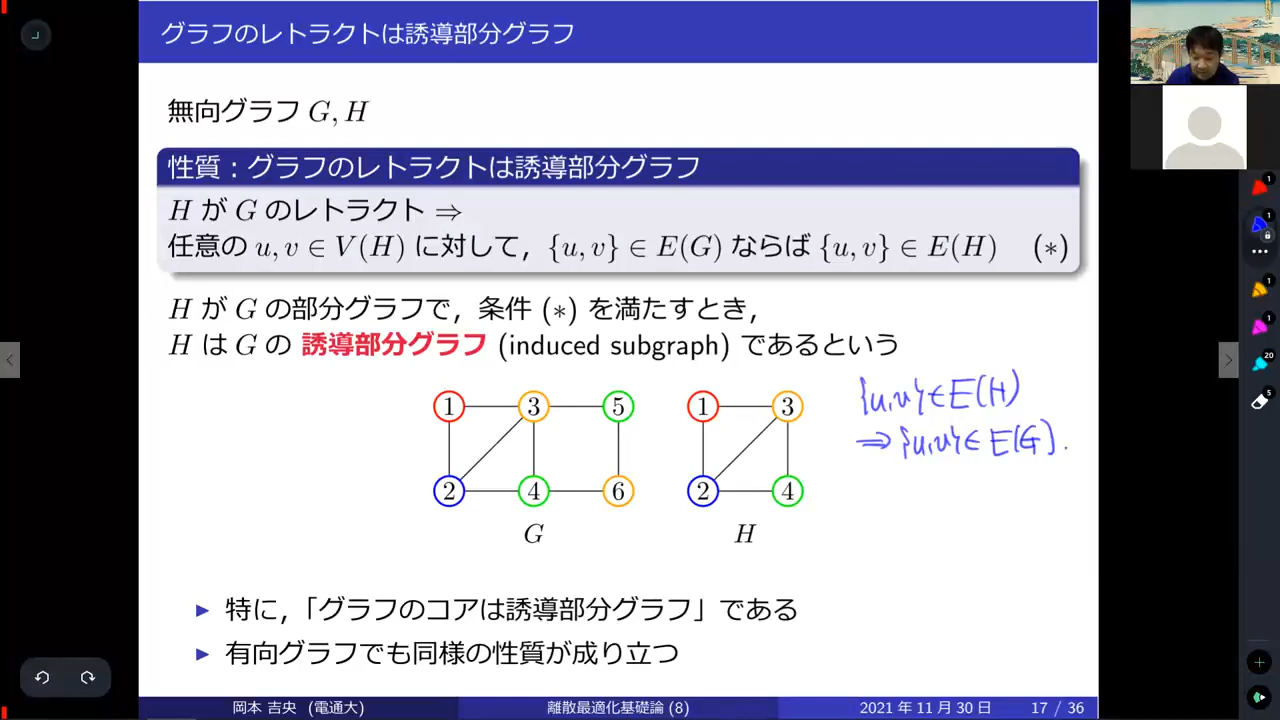 グラフのレトラクトは誘導部分グラフ
無向グラフ G, H
性質：グラフのレトラクトは誘導部分グラフ
H が G のレトラクト ⇒
任意の u, v ∈ V(H) に対して，{u, v} ∈ E(G) ならば {u, v} ∈ E(H) (∗)
H が G の部分グラフで，条件 (∗) を満たすとき，
H は G の 誘導部分グラフ (induced subgraph) であるという
1 3 5 1 3
2 4 6 2 4
G H
{u,v} ∈ E(H)
⇒ {u,v} ∈ E(G).
▶ 特に，「グラフのコアは誘導部分グラフ」である
▶ 有向グラフでも同様の性質が成り立つ
岡本 吉央 (電通大) 離散最適化基礎論 (8) 2021 年 11 月 30 日 17 / 36
1
1
1
1
20
5